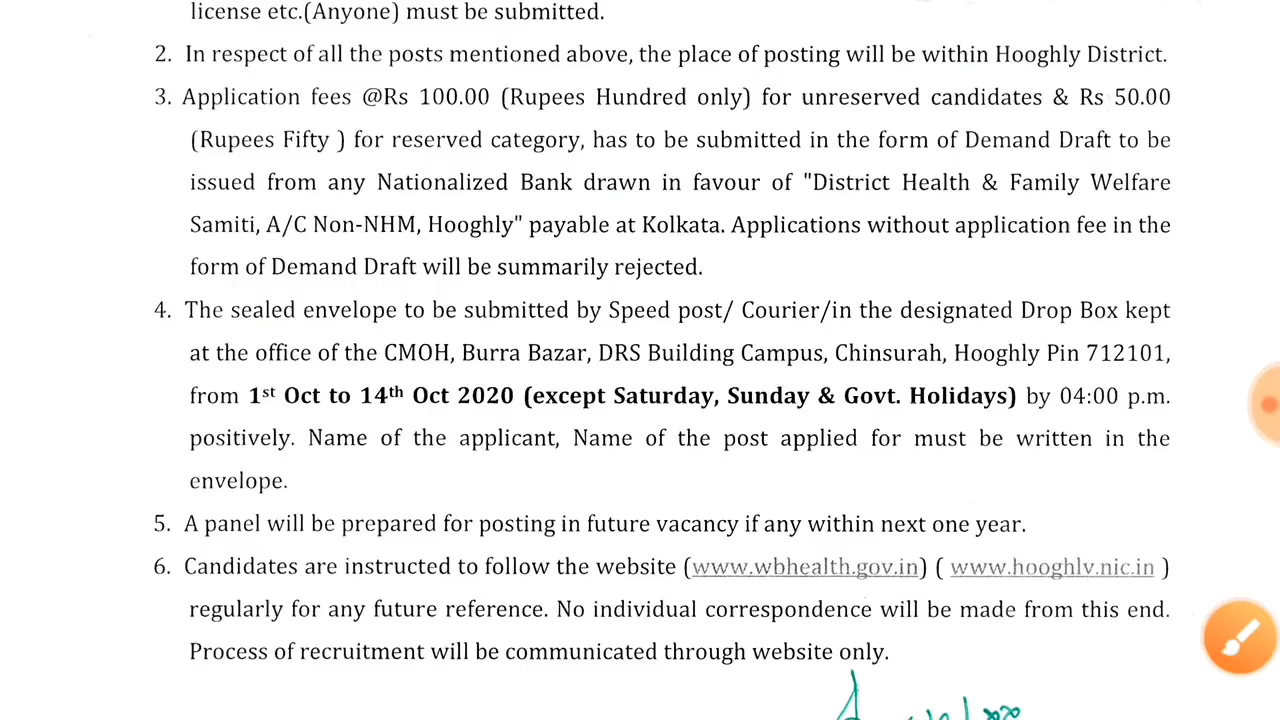 license etc.(Anyone) must be submitted.
2. In respect of all the posts mentioned above, the place of posting will be within Hooghly District.
3. Application fees @Rs 100.00 (Rupees Hundred only) for unreserved candidates & Rs 50.00
(Rupees Fifty ) for reserved category, has to be submitted in the form of Demand Draft to be
issued from any Nationalized Bank drawn in favour of "District Health & Family Welfare
Samiti, A/C Non-NHM, Hooghly" payable at Kolkata. Applications without application fee in the
form of Demand Draft will be summarily rejected.
4. The sealed envelope to be submitted by Speed post/ Courier/in the designated Drop Box kept
at the office of the CMOH, Burra Bazar, DRS Building Campus, Chinsurah, Hooghly Pin 712101,
from 1st Oct to 14th Oct 2020 (except Saturday, Sunday & Govt. Holidays) by 04:00 p.m.
positively. Name of the applicant, Name of the post applied for must be written in the
envelope.
5. A panel will be prepared for posting in future vacancy if any within next one year.
6. Candidates are instructed to follow the website (www.wbhealth.gov.in) ( www.hooghlv.nic.in )
regularly for any future reference. No individual correspondence will be made from this end.
Process of recruitment will be communicated through website only.